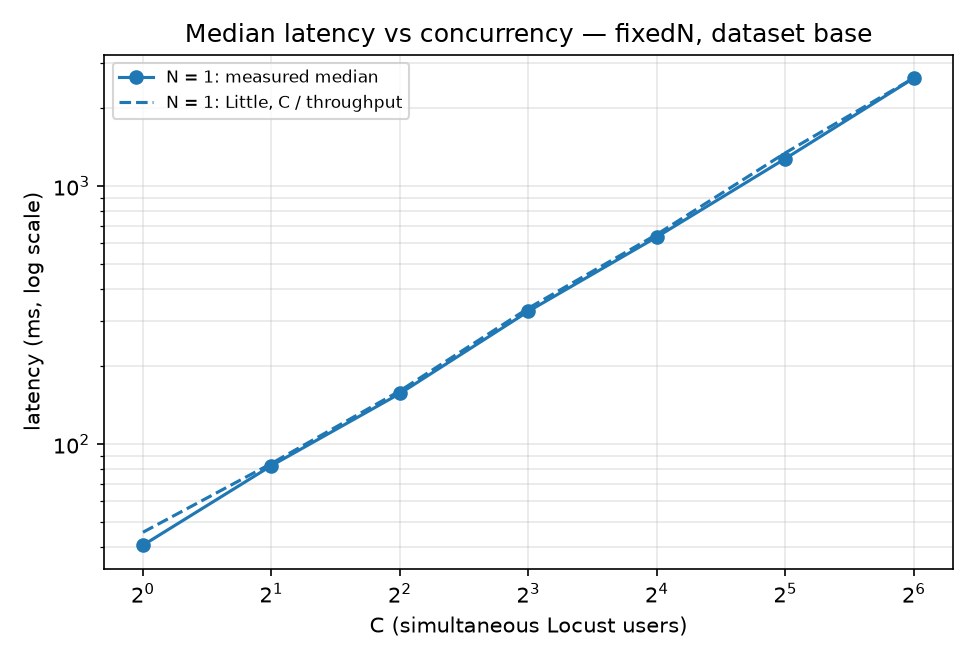 Median latency vs concurrency — fixedN, dataset base
N = 1: measured median
N = 1: Little, C / throughput
latency (ms, log scale)
10³
10²
2⁰ 2¹ 2² 2³ 2⁴ 2⁵ 2⁶
C (simultaneous Locust users)